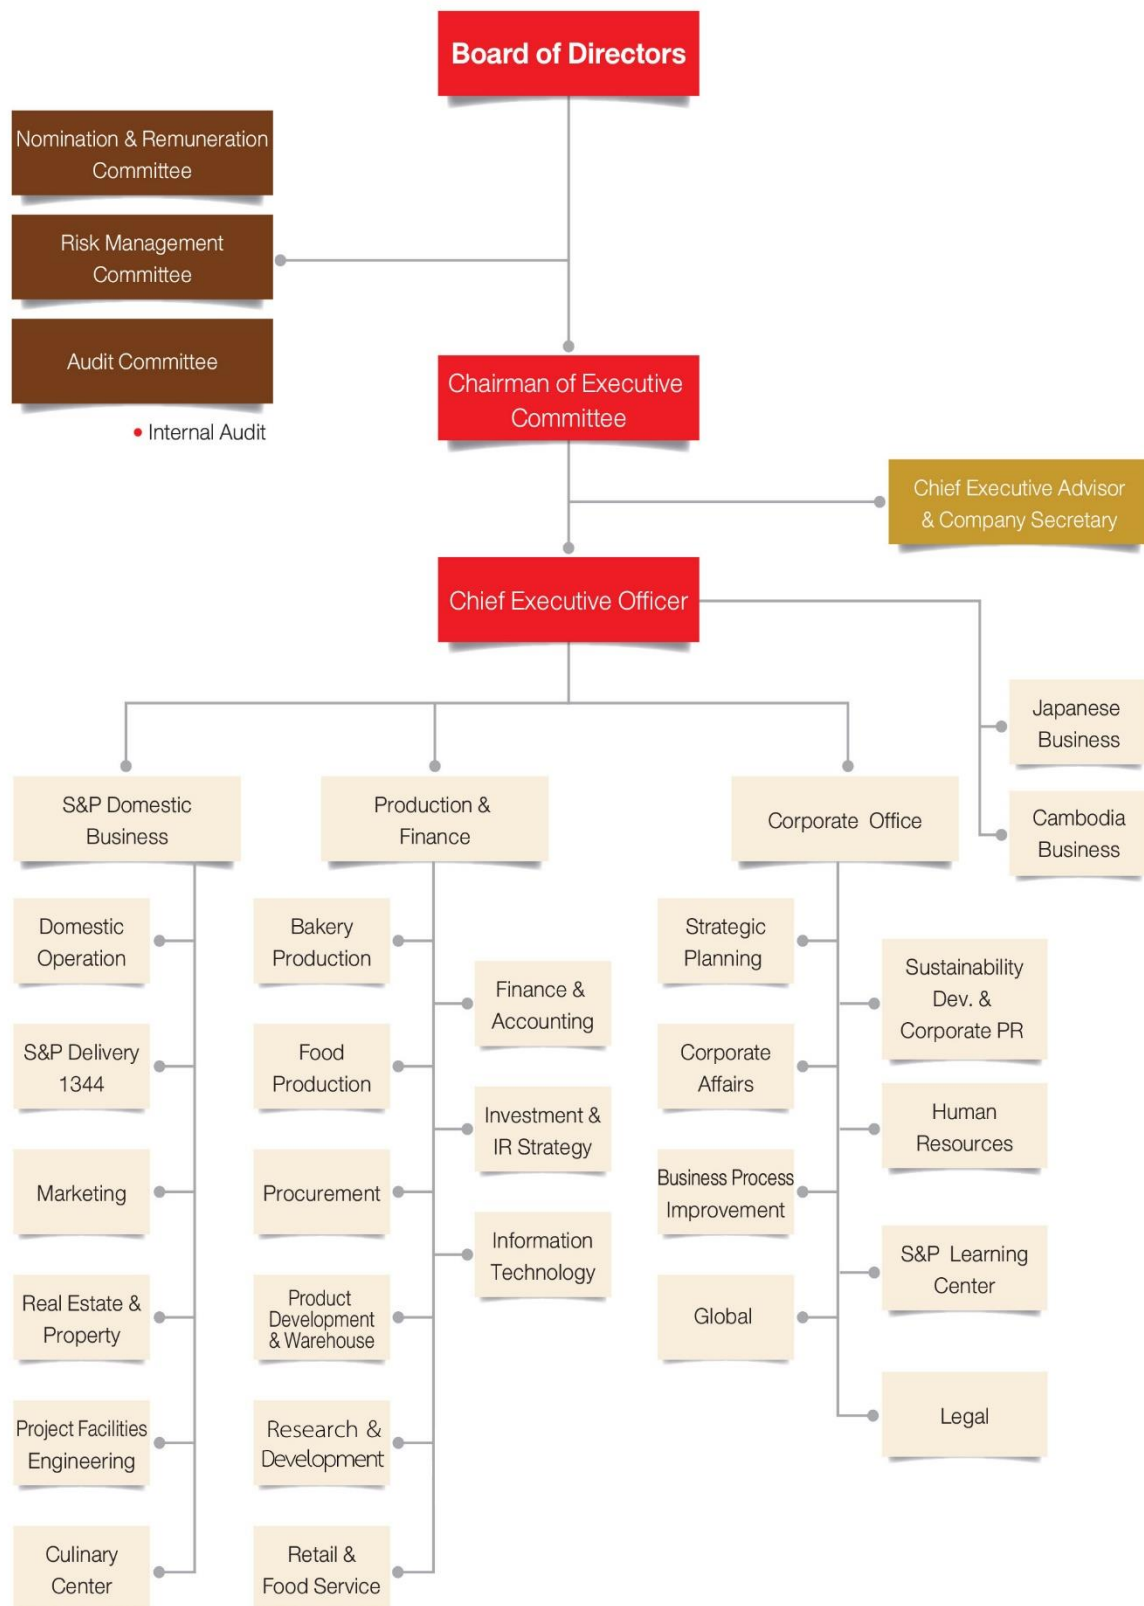 Board of Directors
Nomination & Remuneration
Committee
Risk Management
Committee
Audit Committee
• Internal Audit
Chairman of Executive
Committee
Chief Executive Advisor
& Company Secretary
Chief Executive Officer
Japanese
Business
Cambodia
Business
S&P Domestic
Business
Domestic
Operation
S&P Delivery
1344
Marketing
Real Estate &
Property
Project Facilities
Engineering
Culinary
Center
Production &
Finance
Bakery
Production
Food
Production
Procurement
Product
Development
& Warehouse
Research &
Development
Retail &
Food Service
Finance &
Accounting
Investment &
IR Strategy
Information
Technology
Corporate Office
Strategic
Planning
Corporate
Affairs
Business Process
Improvement
Global
Sustainability
Dev. &
Corporate PR
Human
Resources
S&P Learning
Center
Legal